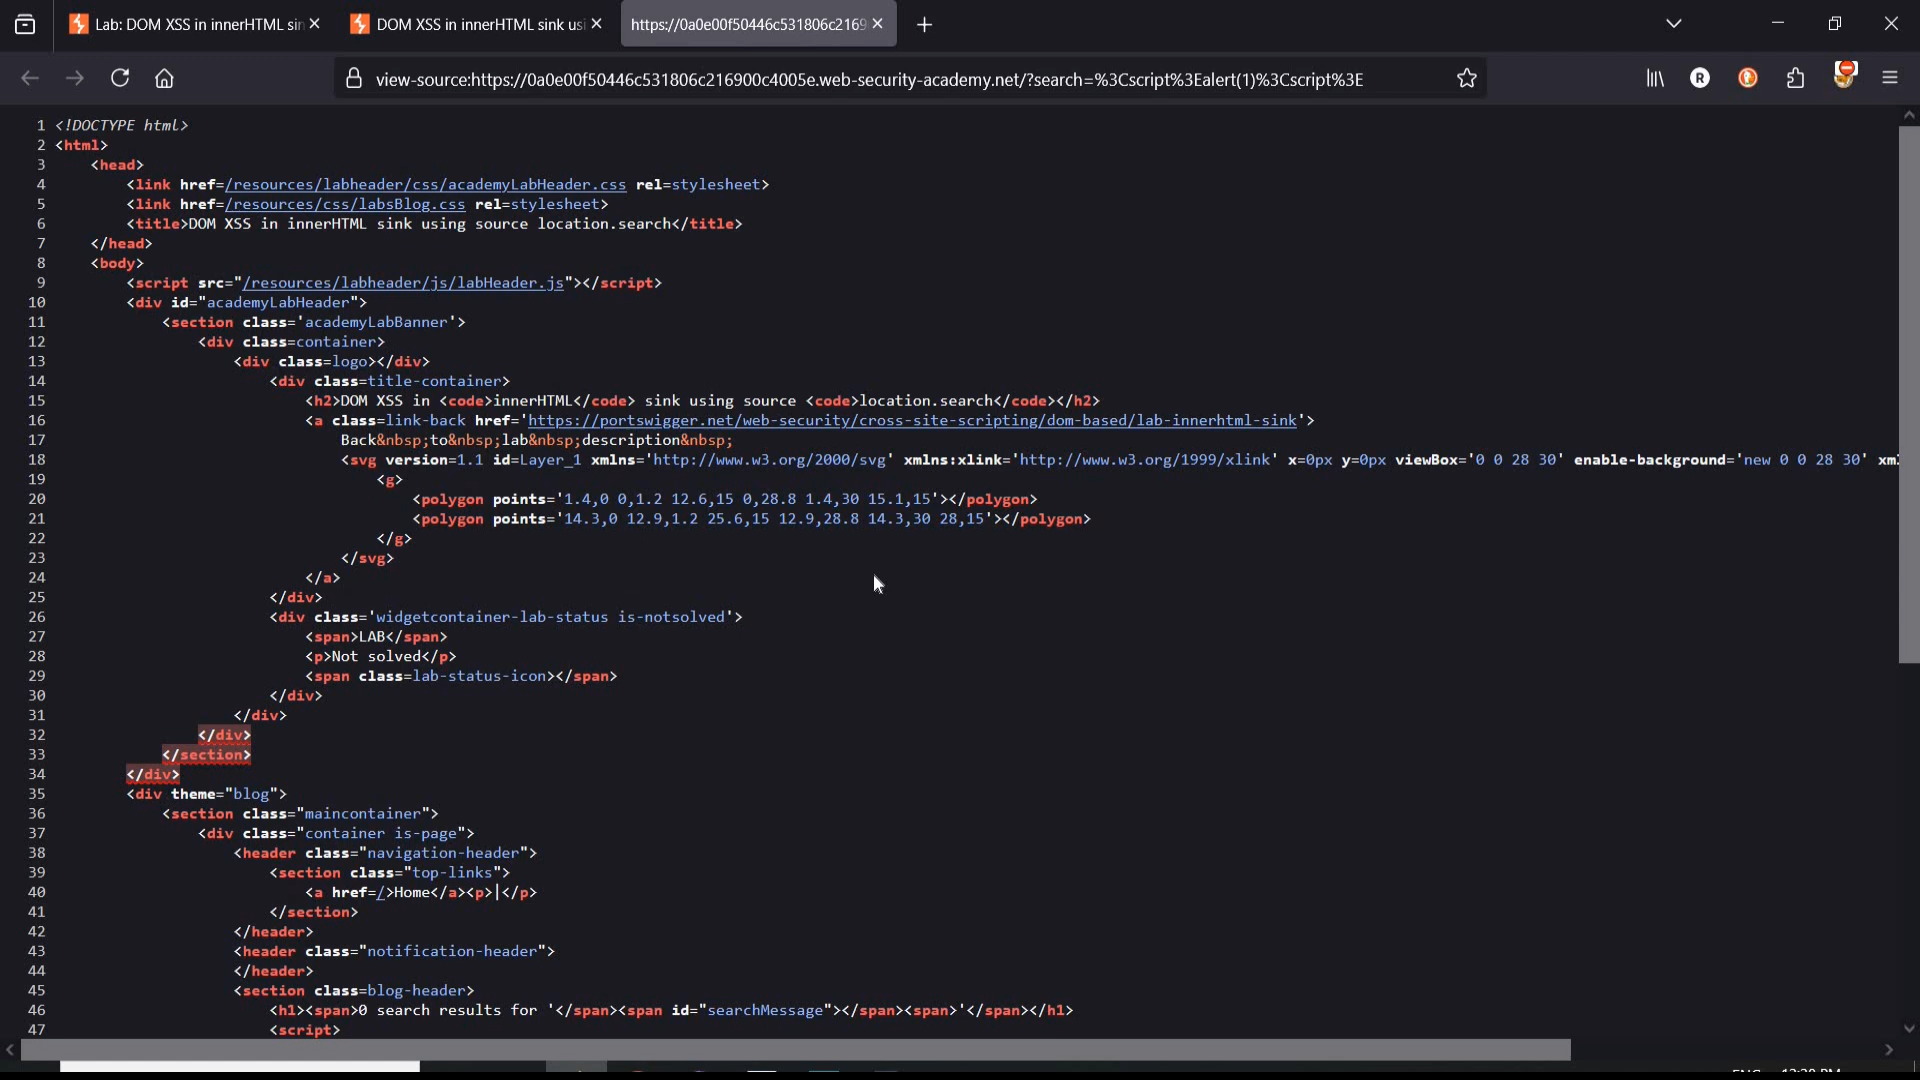 Lab: DOM XSS in innerHTML sin
DOM XSS in innerHTML sink usi
https://0a0e00f50446c531806c2169
view-source:https://0a0e00f50446c531806c216900c4005e.web-security-academy.net/?search=%3Cscript%3Ealert(1)%3Cscript%3E
R
1 <!DOCTYPE html>
2 <html>
3 <head>
4 <link href=/resources/labheader/css/academyLabHeader.css rel=stylesheet>
5 <link href=/resources/css/labsBlog.css rel=stylesheet>
6 <title>DOM XSS in innerHTML sink using source location.search</title>
7 </head>
8 <body>
9 <script src="/resources/labheader/js/labHeader.js"></script>
10 <div id="academyLabHeader">
11 <section class='academyLabBanner'>
12 <div class=container>
13 <div class=logo></div>
14 <div class=title-container>
15 <h2>DOM XSS in <code>innerHTML</code> sink using source <code>location.search</code></h2>
16 <a class=link-back href='https://portswigger.net/web-security/cross-site-scripting/dom-based/lab-innerhtml-sink'>
17 Back&nbsp;to&nbsp;lab&nbsp;description&nbsp;
18 <svg version=1.1 id=Layer_1 xmlns='http://www.w3.org/2000/svg' xmlns:xlink='http://www.w3.org/1999/xlink' x=0px y=0px viewBox='0 0 28 30' enable-background='new 0 0 28 30' xml
19 <g>
20 <polygon points='1.4,0 0,1.2 12.6,15 0,28.8 1.4,30 15.1,15'></polygon>
21 <polygon points='14.3,0 12.9,1.2 25.6,15 12.9,28.8 14.3,30 28,15'></polygon>
22 </g>
23 </svg>
24 </a>
25 </div>
26 <div class='widgetcontainer-lab-status is-notsolved'>
27 <span>LAB</span>
28 <p>Not solved</p>
29 <span class=lab-status-icon></span>
30 </div>
31 </div>
32 </div>
33 </section>
34 </div>
35 <div theme="blog">
36 <section class="maincontainer">
37 <div class="container is-page">
38 <header class="navigation-header">
39 <section class="top-links">
40 <a href=/>Home</a><p>|</p>
41 </section>
42 </header>
43 <header class="notification-header">
44 </header>
45 <section class=blog-header>
46 <h1><span>0 search results for '</span><span id="searchMessage"></span><span>'</span></h1>
47 <script>